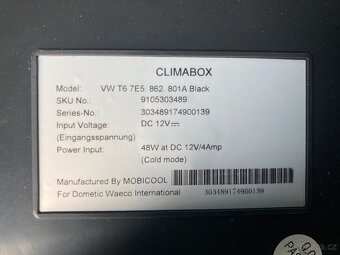 CLIMABOX
Model: VW T6 7E5. 862. 801A Black
SKU No.: 9105303489
Series-No.: 303489174900139
Input Voltage: DC 12V⎓
(Eingangsspannung)
Power Input: 48W at DC 12V/4Amp
(Cold mode)
Manufactured By MOBICOOL
For Dometic Waeco International
303489174900139